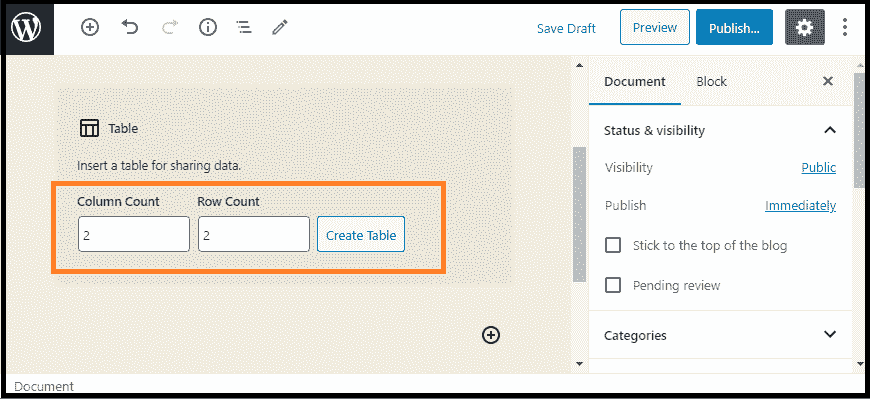 Save Draft Preview Publish...
Document Block
Table
Insert a table for sharing data.
Column Count Row Count
2 2 Create Table
Status & visibility
Visibility Public
Publish Immediately
Stick to the top of the blog
Pending review
Categories
Document